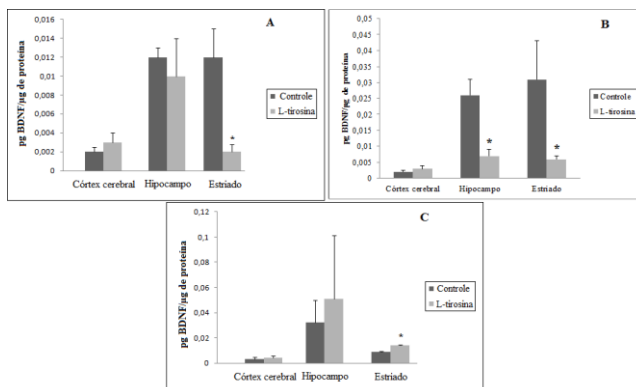 A
pg BDNF/µg de proteína
0,016
0,014
0,012
0,01
0,008
0,006
0,004
0,002
0
*
Controle
L-tirosina
Córtex cerebral Hipocampo Estriado
B
pg BDNF/µg de proteína
0,05
0,045
0,04
0,035
0,03
0,025
0,02
0,015
0,01
0,005
0
*
*
Controle
L-tirosina
Córtex cerebral Hipocampo Estriado
C
pg BDNF/µg de proteína
0,12
0,1
0,08
0,06
0,04
0,02
0
*
Controle
L-tirosina
Córtex cerebral Hipocampo Estriado